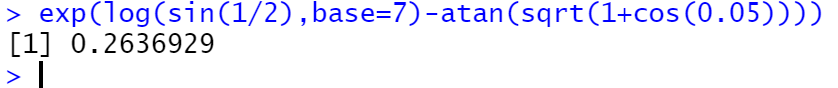 > exp(log(sin(1/2),base=7)-atan(sqrt(1+cos(0.05))))
[1] 0.2636929
>